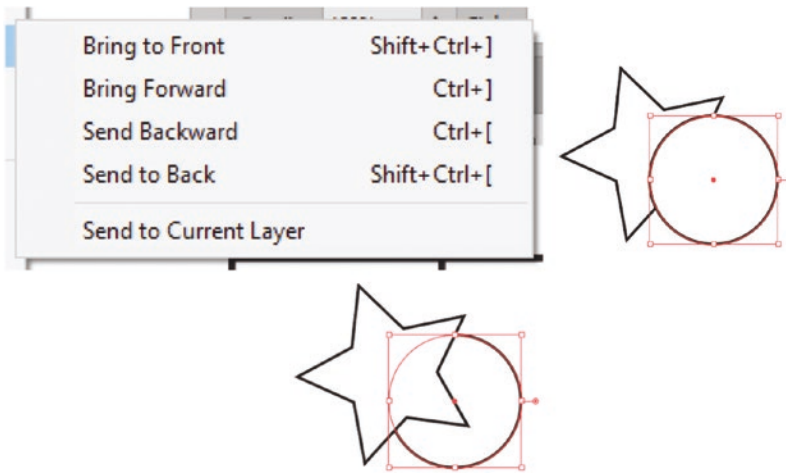 Bring to Front Shift+Ctrl+]
Bring Forward Ctrl+]
Send Backward Ctrl+[
Send to Back Shift+Ctrl+[
Send to Current Layer